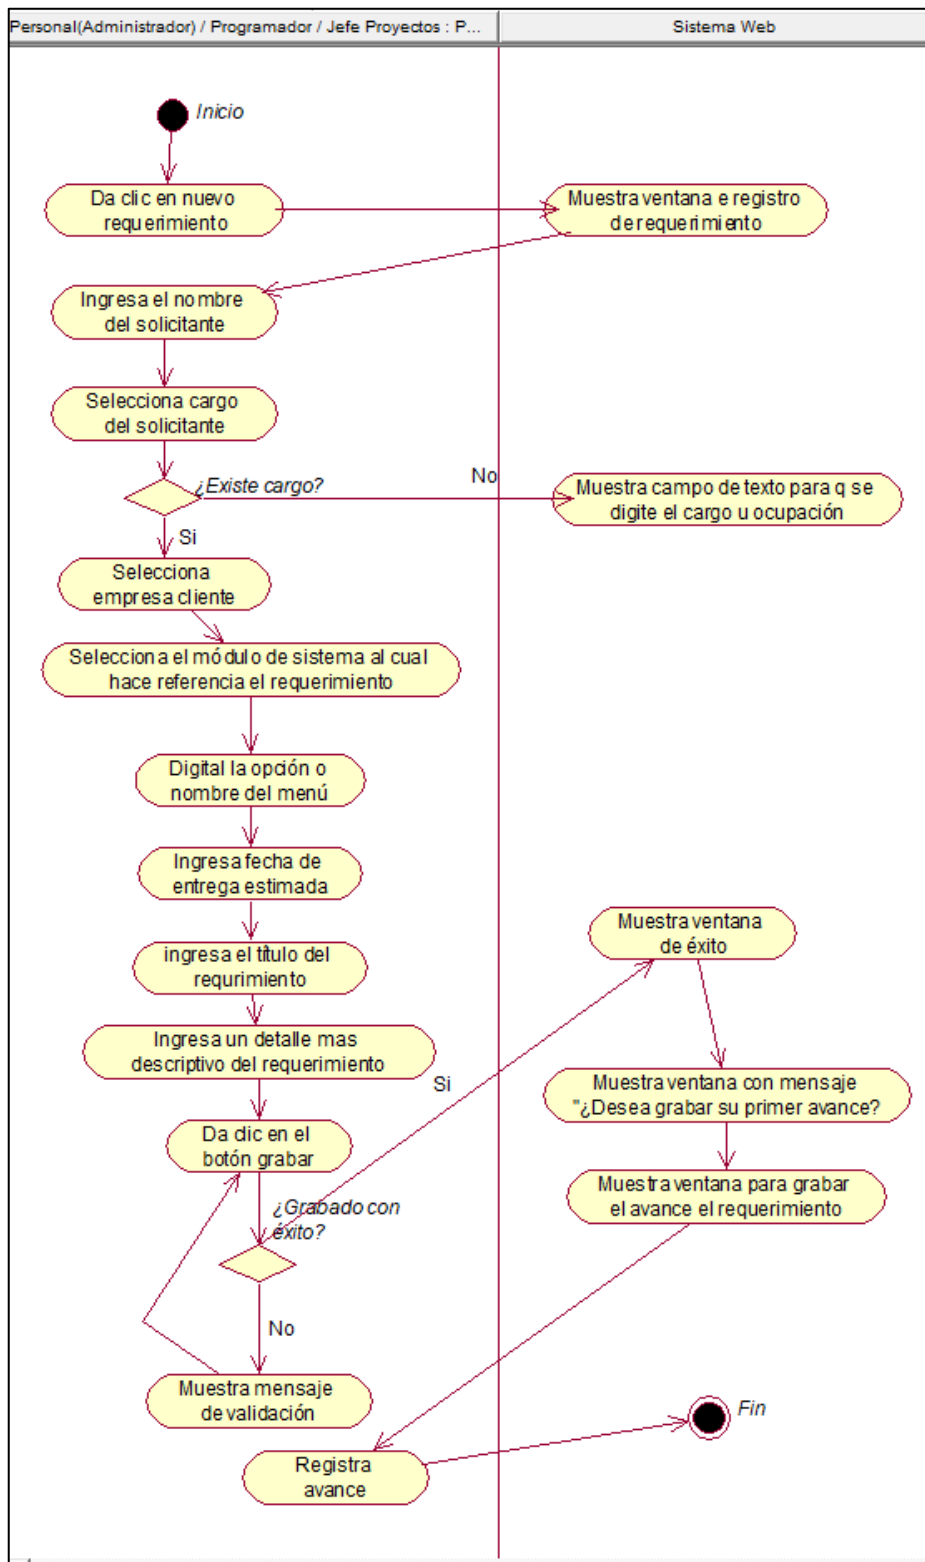 Personal(Administrador) / Programador / Jefe Proyectos : P...
Sistema Web
Inicio
Da clic en nuevo
requerimiento
Muestra ventana e registro
de requerimiento
Ingresa el nombre
del solicitante
Selecciona cargo
del solicitante
¿Existe cargo?
No
Muestra campo de texto para q se
digite el cargo u ocupación
Si
Selecciona
empresa cliente
Selecciona el módulo de sistema al cual
hace referencia el requerimiento
Digital la opción o
nombre del menú
Ingresa fecha de
entrega estimada
Muestra ventana
de éxito
ingresa el título del
requrimiento
Ingresa un detalle mas
descriptivo del requerimiento
Si
Muestra ventana con mensaje
"¿Desea grabar su primer avance?
Da clic en el
botón grabar
Muestra ventana para grabar
el avance el requerimiento
¿Grabado con
éxito?
No
Muestra mensaje
de validación
Fin
Registra
avance